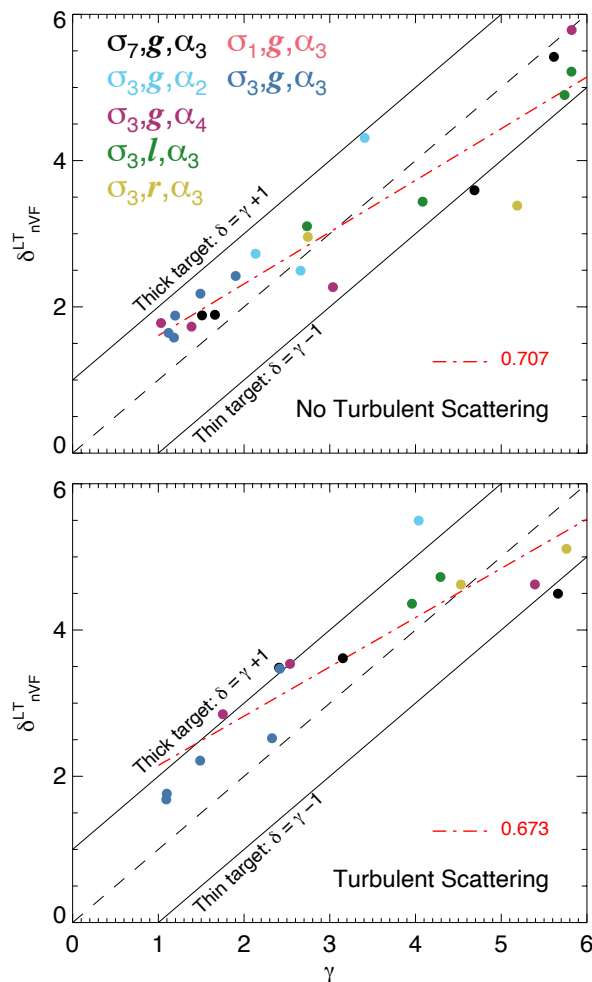 6
σ₇,g,α₃ σ₁,g,α₃
σ₃,g,α₂ σ₃,g,α₃
σ₃,g,α₄
σ₃,l,α₃
σ₃,r,α₃
4
2
0
δ^LT_nVF
Thick target: δ = γ +1
Thin target: δ = γ −1
0.707
No Turbulent Scattering
6
4
2
0
δ^LT_nVF
Thick target: δ = γ +1
Thin target: δ = γ −1
0.673
Turbulent Scattering
0 1 2 3 4 5 6
γ